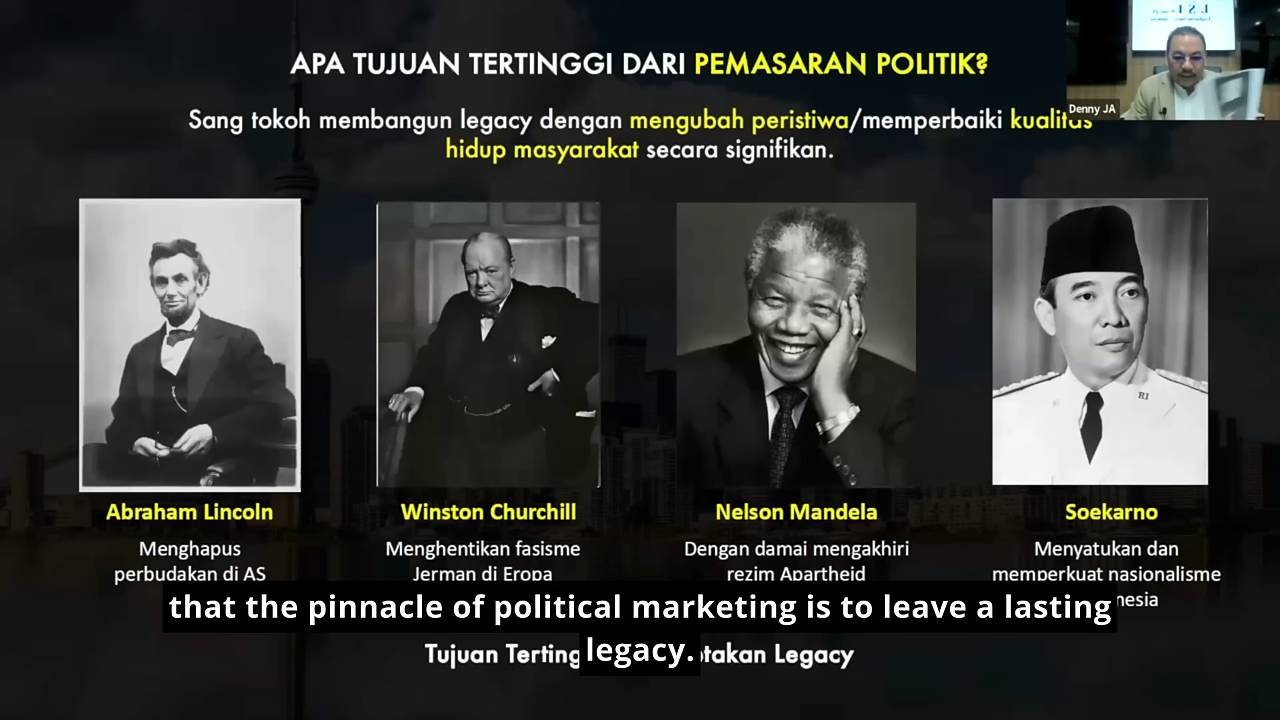 APA TUJUAN TERTINGGI DARI PEMASARAN POLITIK?
Denny JA
Sang tokoh membangun legacy dengan mengubah peristiwa/memperbaiki kualitas
hidup masyarakat secara signifikan.
RI
Abraham Lincoln
Winston Churchill
Nelson Mandela
Soekarno
Menghapus
perbudakan di AS
Menghentikan fasisme
Jerman di Eropa
Dengan damai mengakhiri
rezim Apartheid
Menyatukan dan
memperkuat nasionalisme
that the pinnacle of political marketing is to leave a lasting
legacy.
Tujuan
Legacy